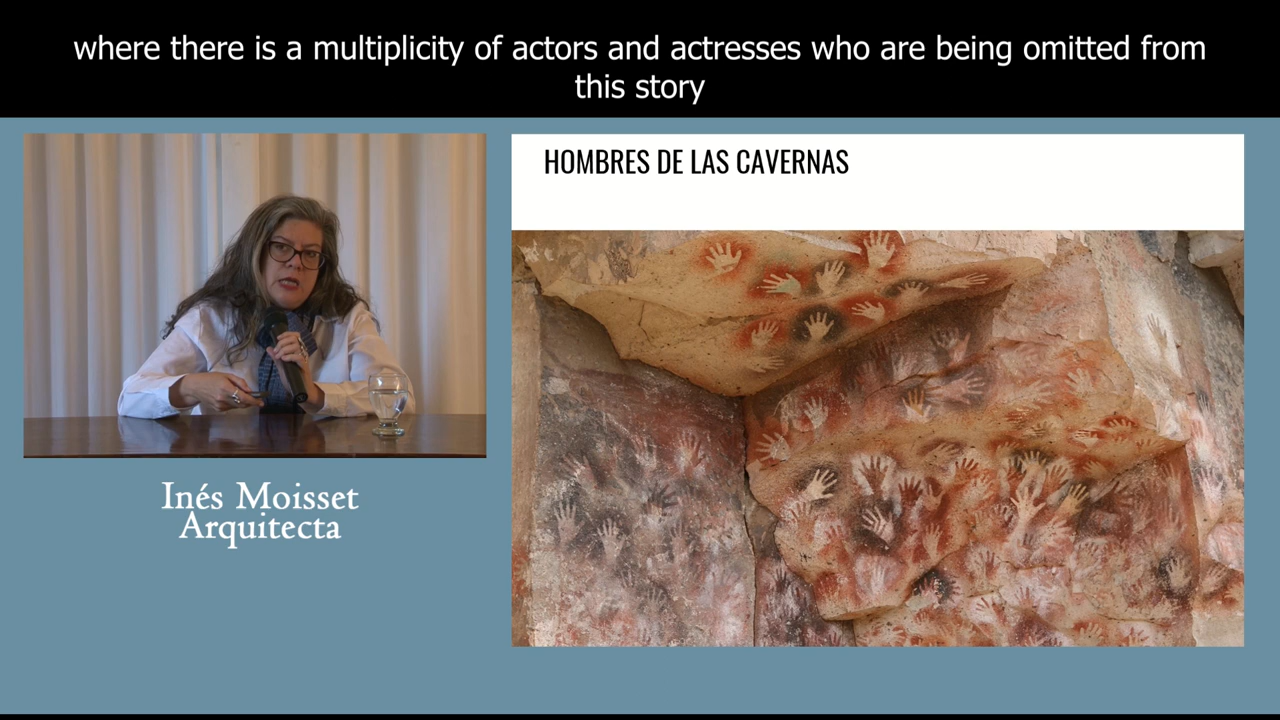 where there is a multiplicity of actors and actresses who are being omitted from
this story
HOMBRES DE LAS CAVERNAS
Inés Moisset
Arquitecta